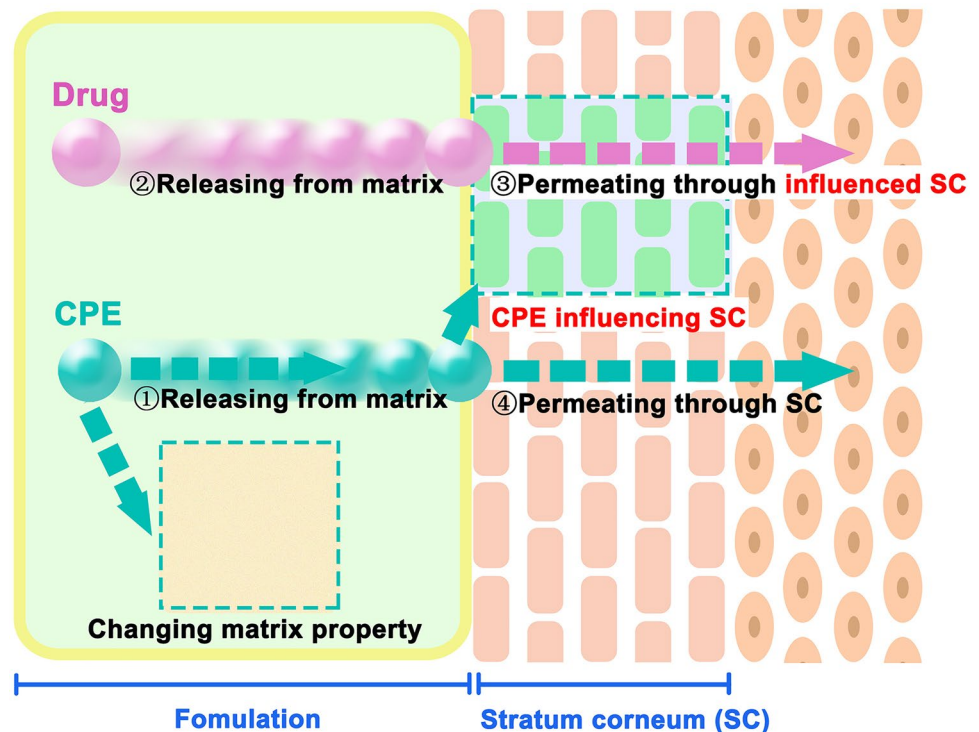 Drug
②Releasing from matrix
③Permeating through influenced SC
CPE influencing SC
CPE
①Releasing from matrix
④Permeating through SC
Changing matrix property
Fomulation
Stratum corneum (SC)